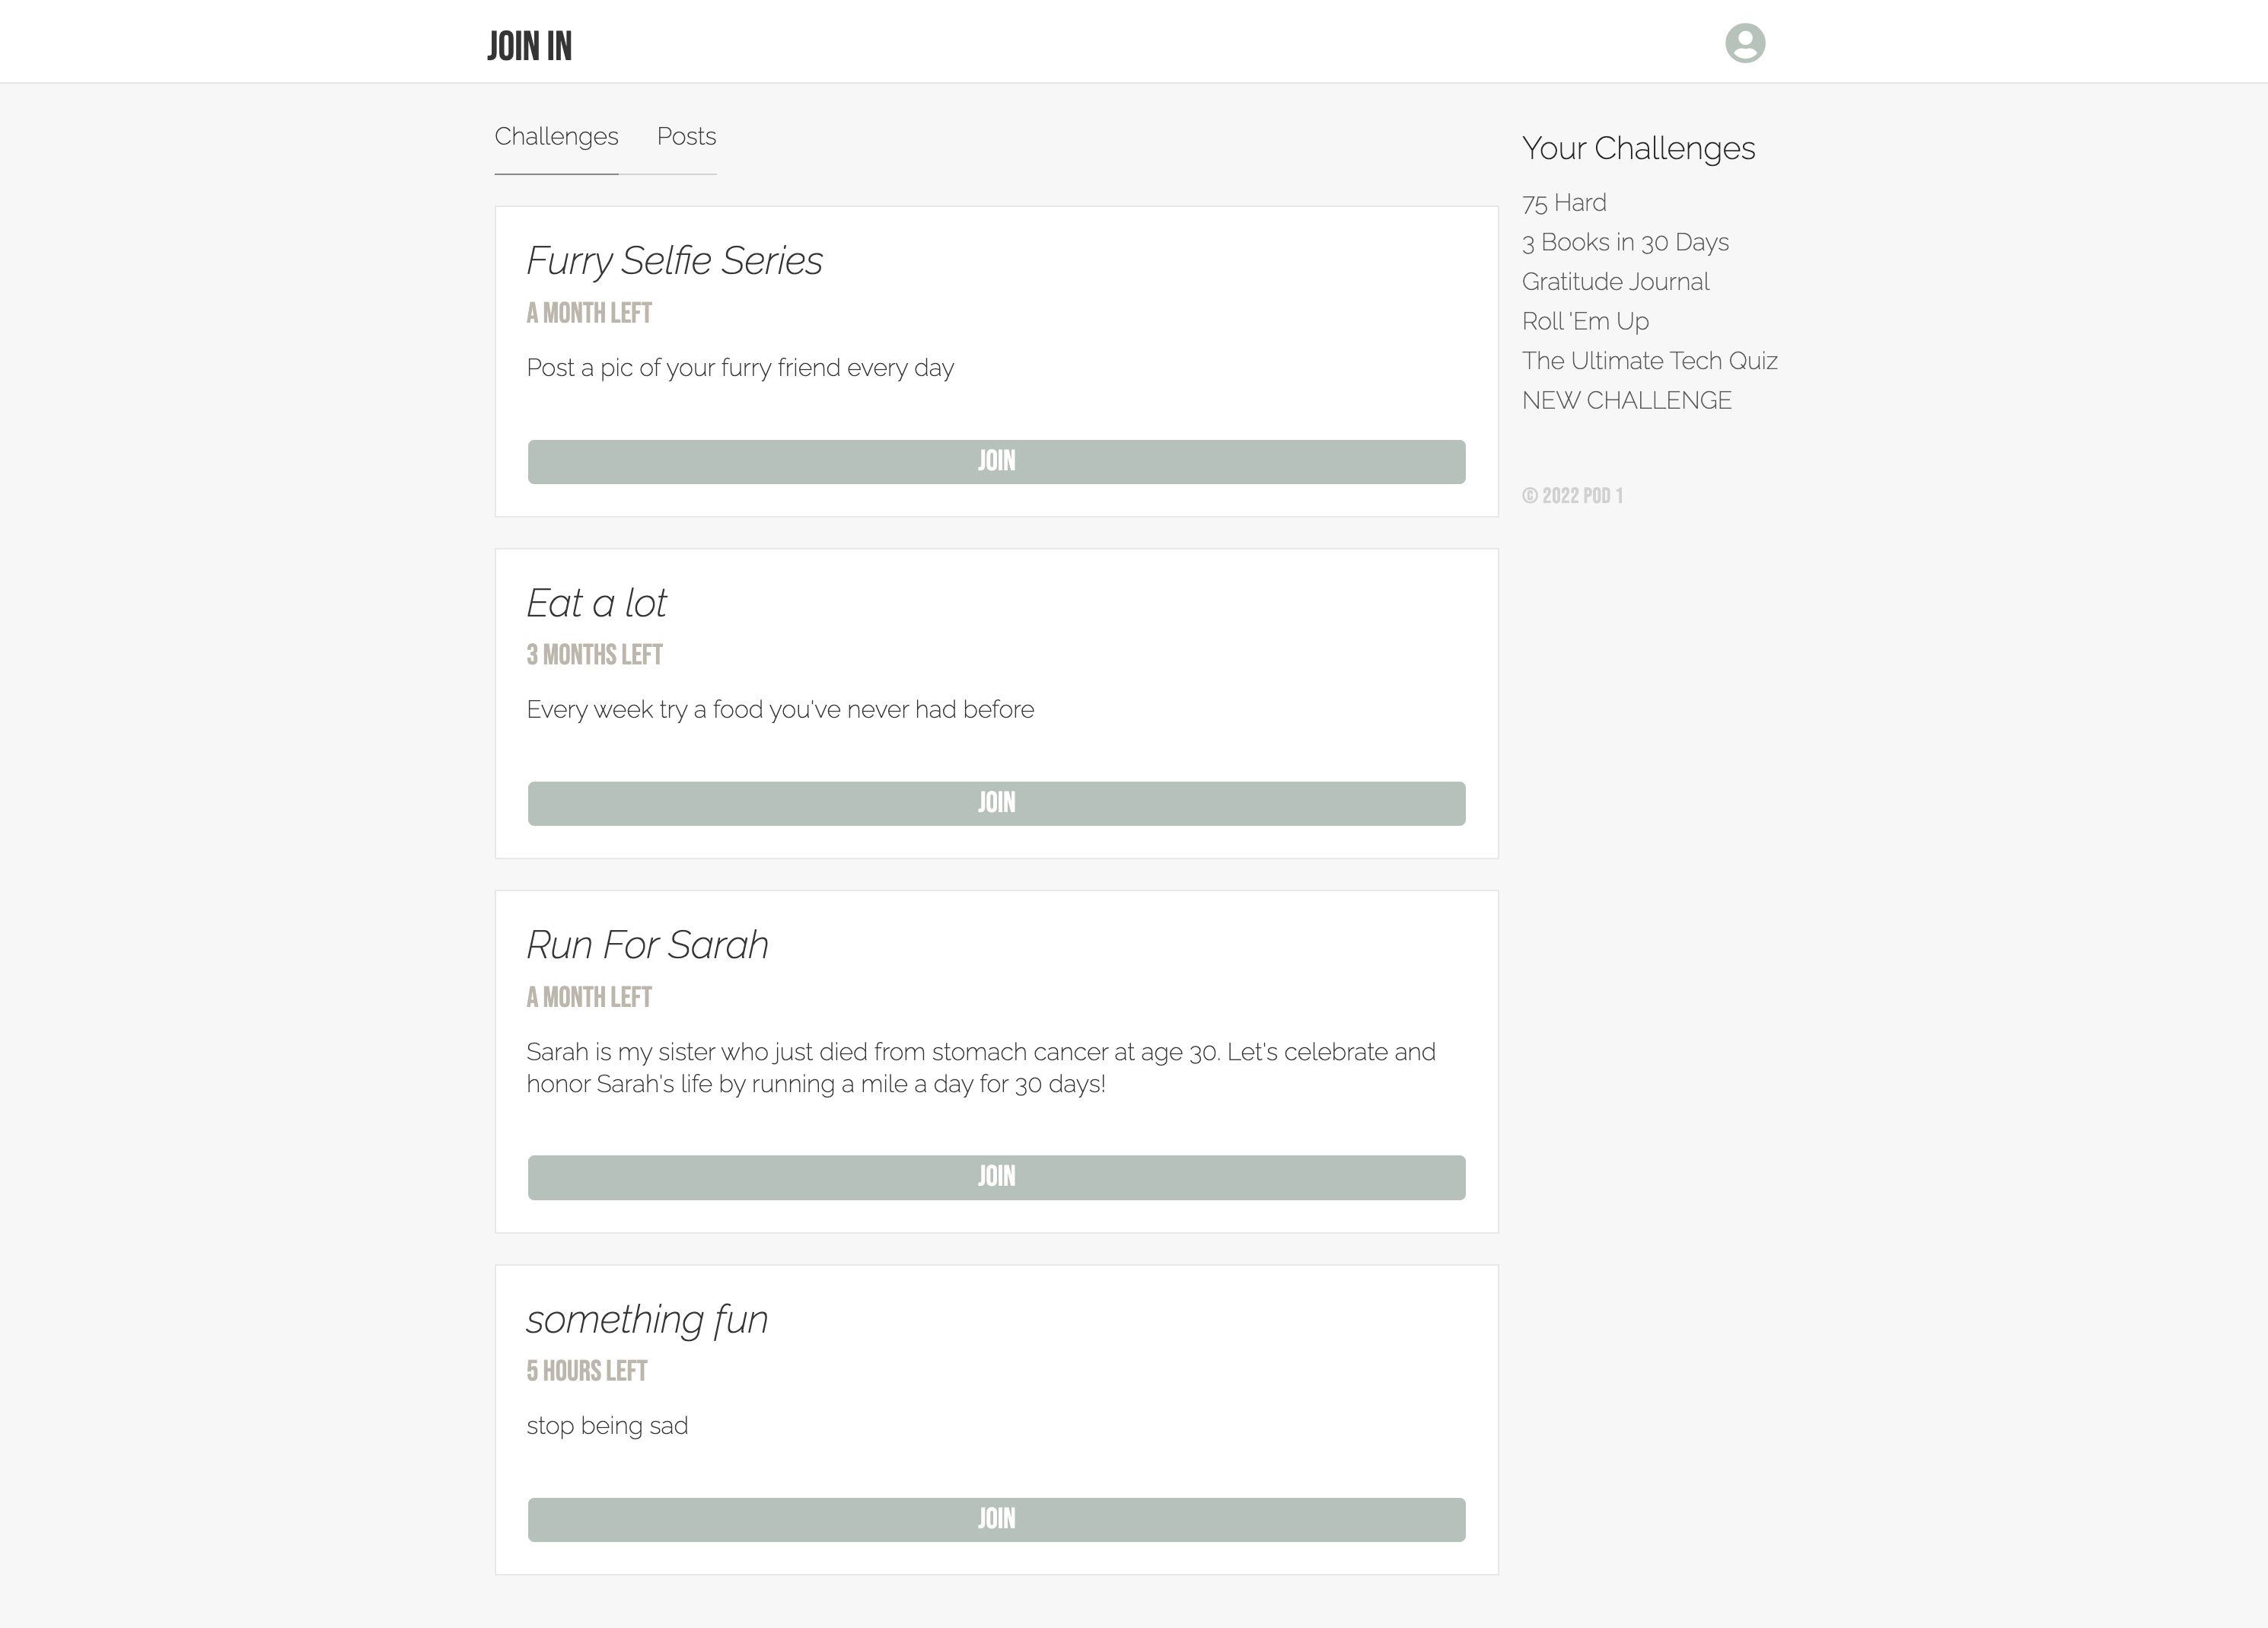 JOIN IN
Challenges
Posts
Furry Selfie Series
A MONTH LEFT
Post a pic of your furry friend every day
JOIN
Eat a lot
3 MONTHS LEFT
Every week try a food you've never had before
JOIN
Run For Sarah
A MONTH LEFT
Sarah is my sister who just died from stomach cancer at age 30. Let's celebrate and
honor Sarah's life by running a mile a day for 30 days!
JOIN
something fun
5 HOURS LEFT
stop being sad
JOIN
Your Challenges
75 Hard
3 Books in 30 Days
Gratitude Journal
Roll 'Em Up
The Ultimate Tech Quiz
NEW CHALLENGE
© 2022 POD 1